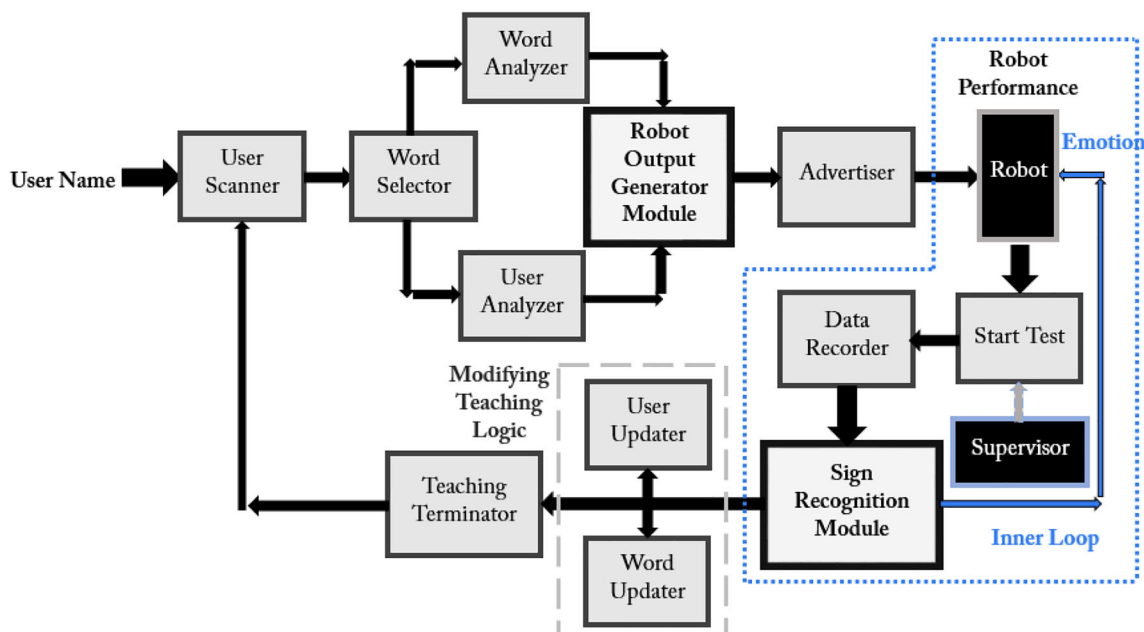 Word
Analyzer
Robot
Performance
User Name
User
Scanner
Word
Selector
Robot
Output
Generator
Module
Advertiser
Robot
Emotion
User
Analyzer
Data
Recorder
Start Test
Modifying
Teaching
Logic
User
Updater
Supervisor
Teaching
Terminator
Sign
Recognition
Module
Inner Loop
Word
Updater